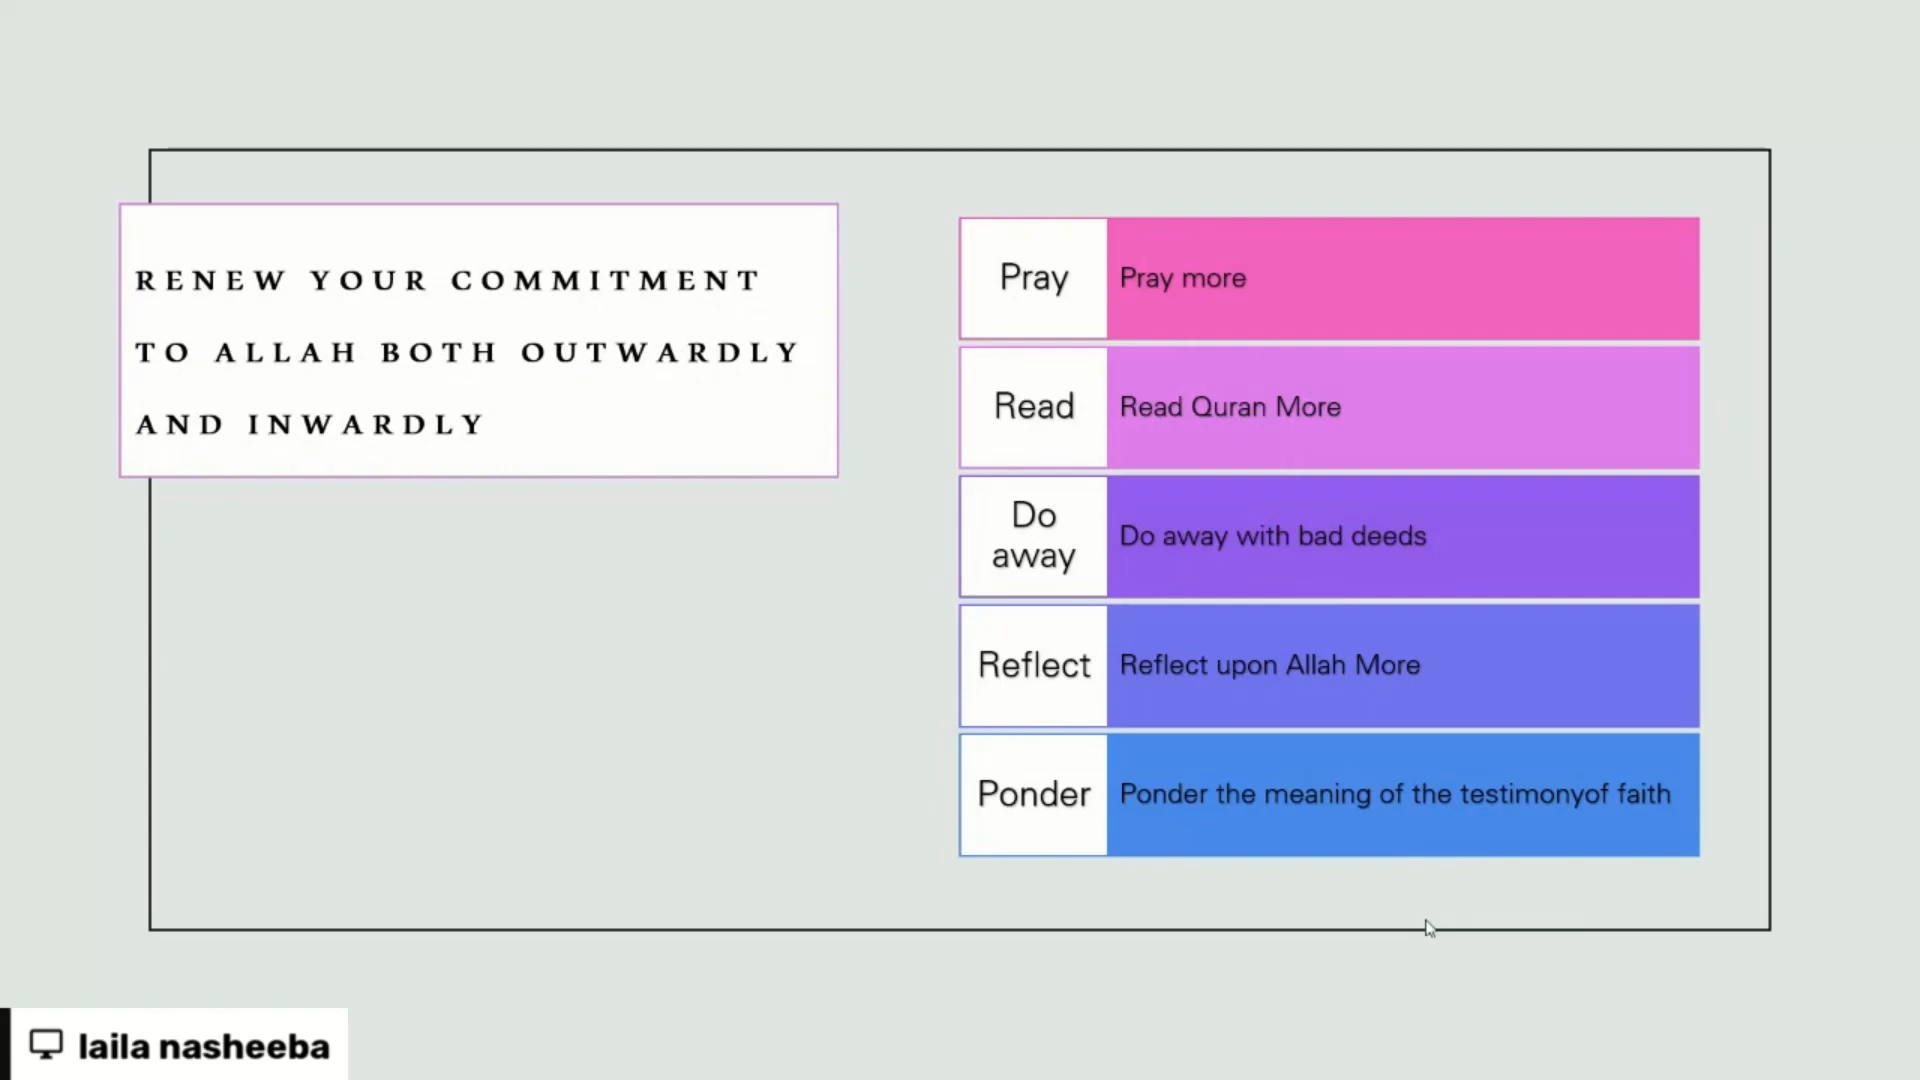 RENEW YOUR COMMITMENT
TO ALLAH BOTH OUTWARDLY
AND INWARDLY
Pray
Pray more
Read
Read Quran More
Do
away
Do away with bad deeds
Reflect
Reflect upon Allah More
Ponder
Ponder the meaning of the testimonyof faith
laila nasheeba